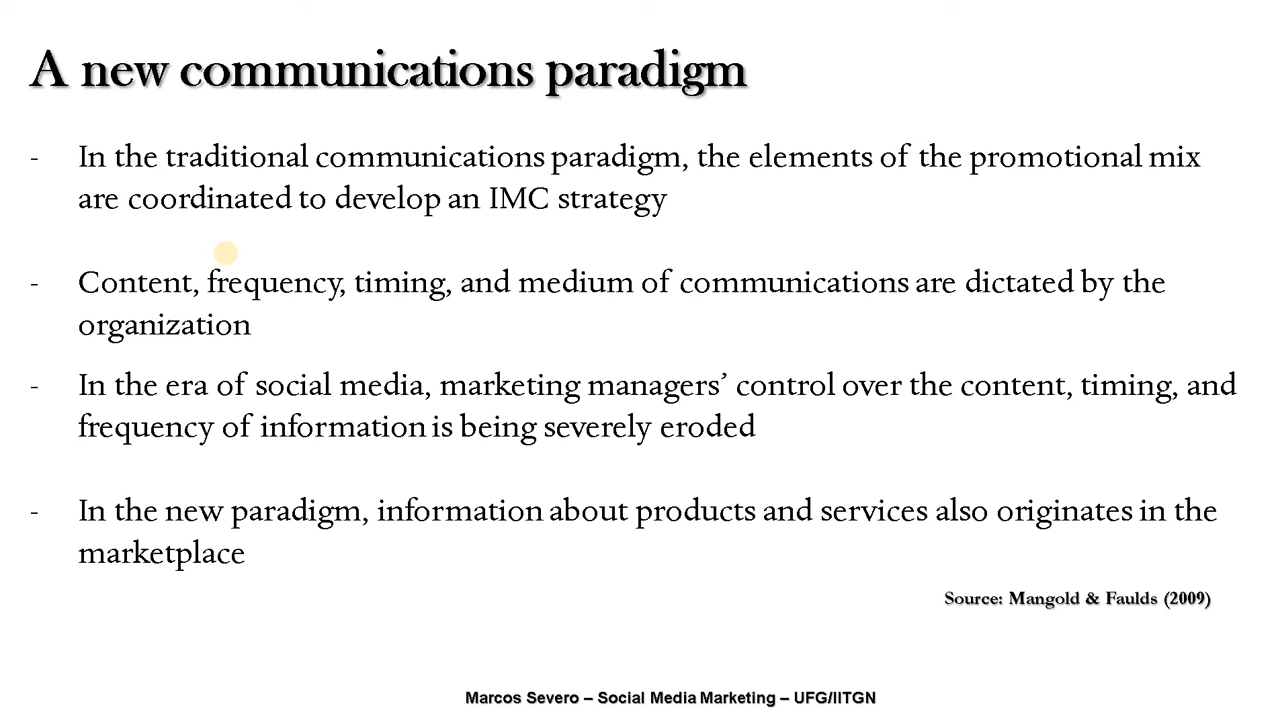 A new communications paradigm
- In the traditional communications paradigm, the elements of the promotional mix
are coordinated to develop an IMC strategy
- Content, frequency, timing, and medium of communications are dictated by the
organization
- In the era of social media, marketing managers’ control over the content, timing, and
frequency of information is being severely eroded
- In the new paradigm, information about products and services also originates in the
marketplace
Source: Mangold & Faulds (2009)
Marcos Severo – Social Media Marketing – UFG/IITGN